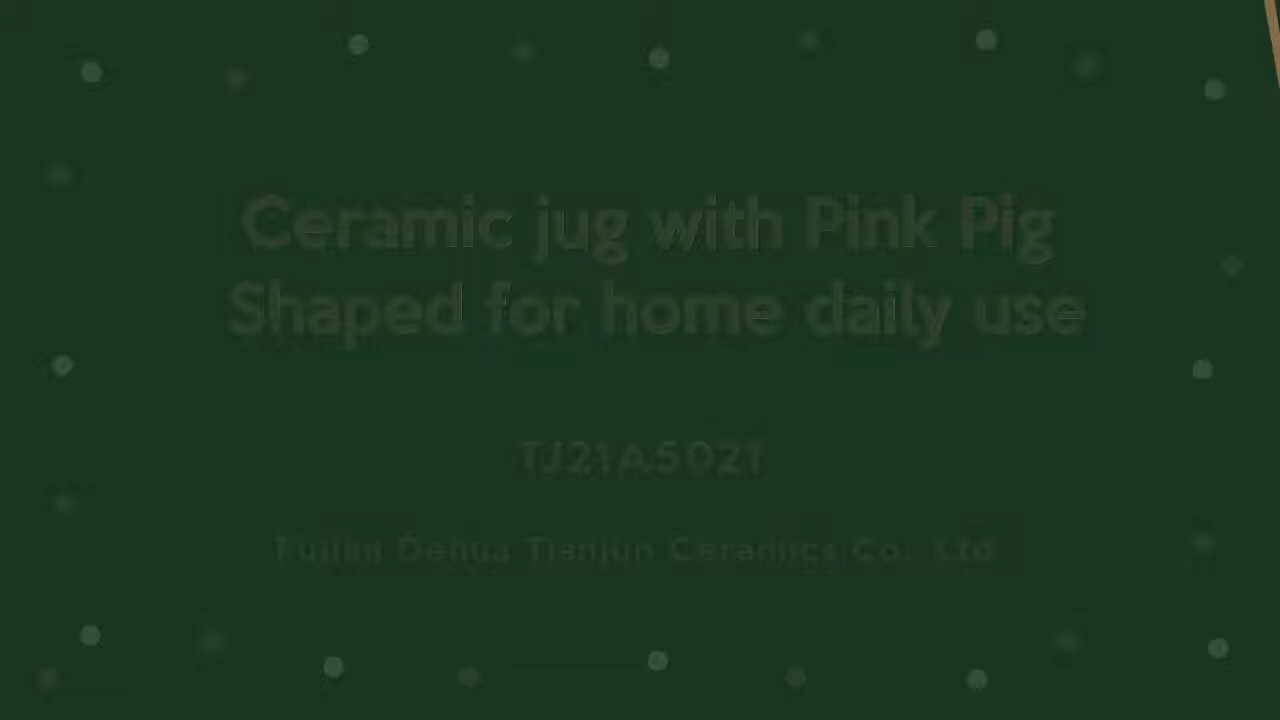 Ceramic jug with Pink Pig
Shaped for home daily use
TJ21A5021
Fujian Dehua Tianjun Ceramics Co., Ltd